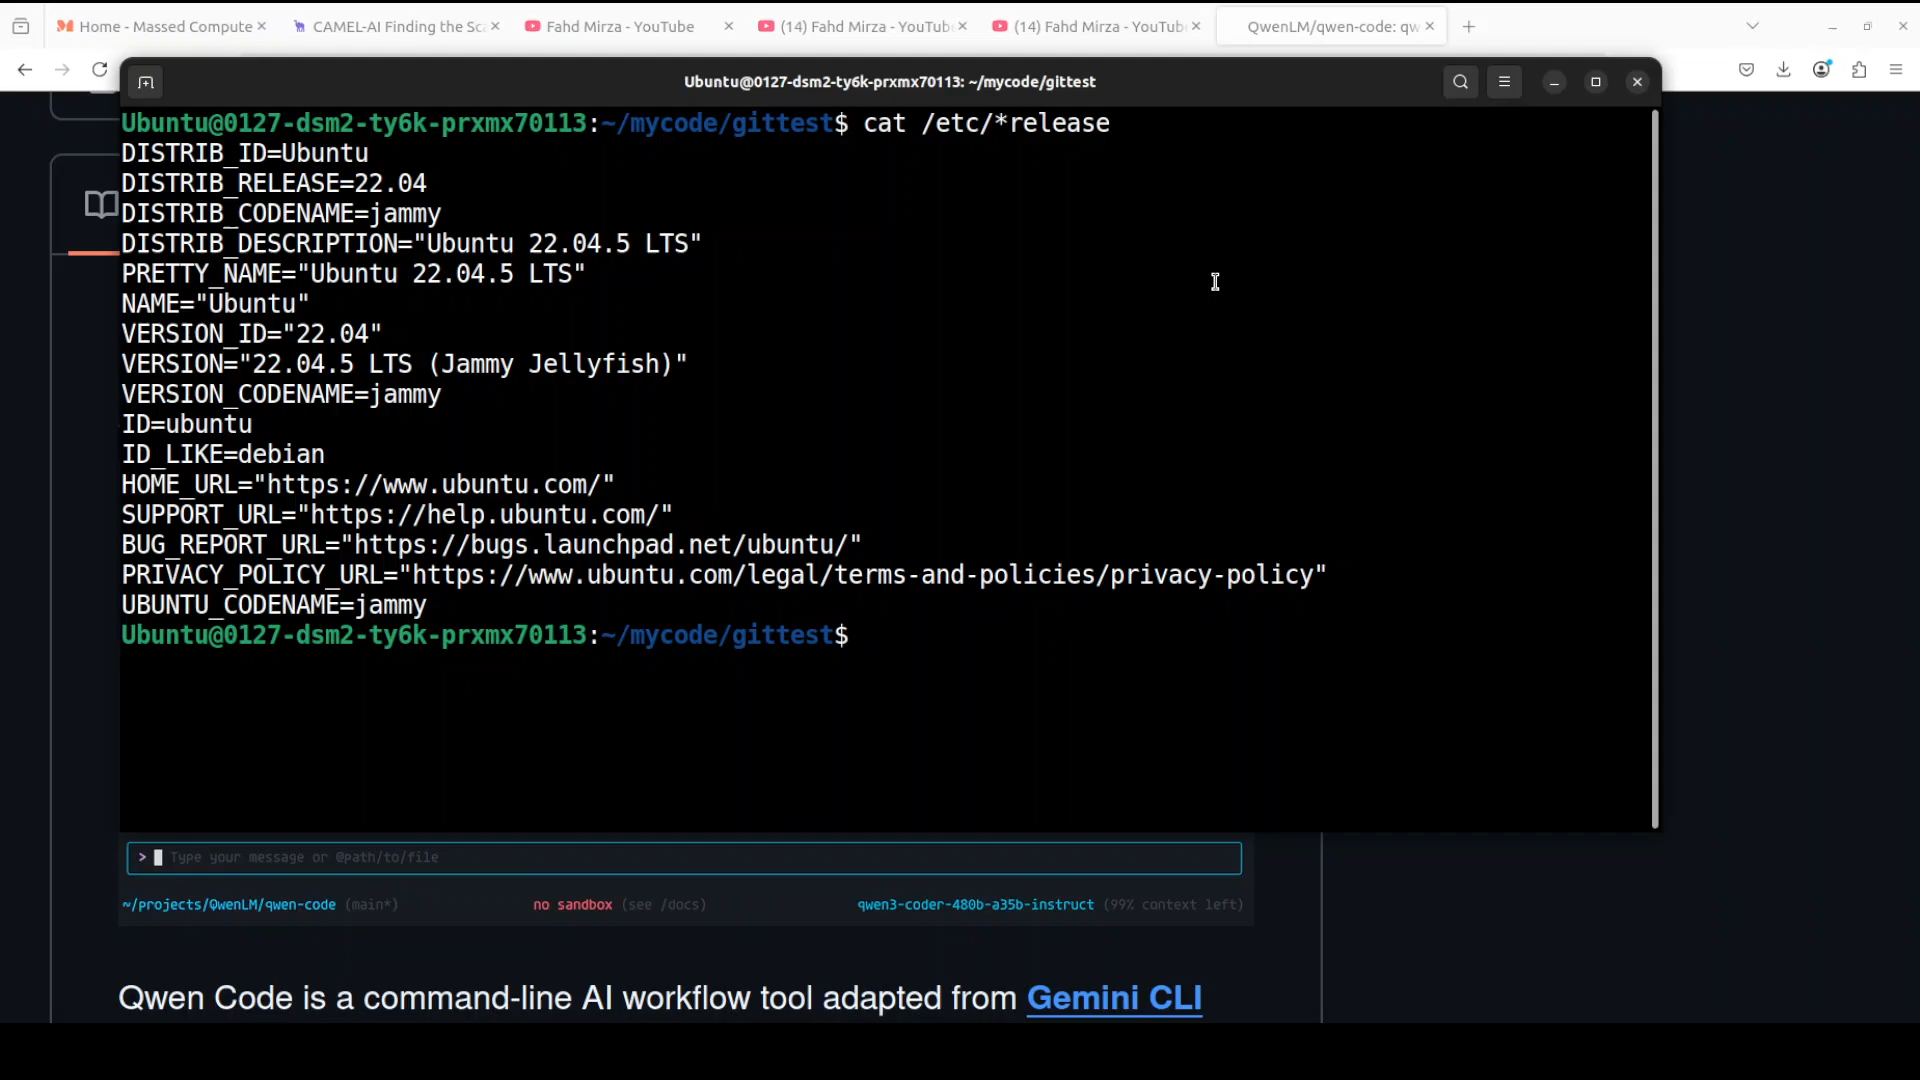 Home - Massed Compute
CAMEL-AI Finding the Sc
Fahd Mirza - YouTube
(14) Fahd Mirza - YouTub
(14) Fahd Mirza - YouTub
QwenLM/qwen-code: qw
Ubuntu@0127-dsm2-ty6k-prxmx70113: ~/mycode/gittest
Ubuntu@0127-dsm2-ty6k-prxmx70113:~/mycode/gittest$ cat /etc/*release
DISTRIB_ID=Ubuntu
DISTRIB_RELEASE=22.04
DISTRIB_CODENAME=jammy
DISTRIB_DESCRIPTION="Ubuntu 22.04.5 LTS"
PRETTY_NAME="Ubuntu 22.04.5 LTS"
NAME="Ubuntu"
VERSION_ID="22.04"
VERSION="22.04.5 LTS (Jammy Jellyfish)"
VERSION_CODENAME=jammy
ID=ubuntu
ID_LIKE=debian
HOME_URL="https://www.ubuntu.com/"
SUPPORT_URL="https://help.ubuntu.com/"
BUG_REPORT_URL="https://bugs.launchpad.net/ubuntu/"
PRIVACY_POLICY_URL="https://www.ubuntu.com/legal/terms-and-policies/privacy-policy"
UBUNTU_CODENAME=jammy
Ubuntu@0127-dsm2-ty6k-prxmx70113:~/mycode/gittest$
> Type your message or @path/to/file
~/projects/QwenLM/qwen-code (main*) no sandbox (see /docs) qwen3-coder-480b-a35b-instruct (99% context left)
Qwen Code is a command-line AI workflow tool adapted from Gemini CLI